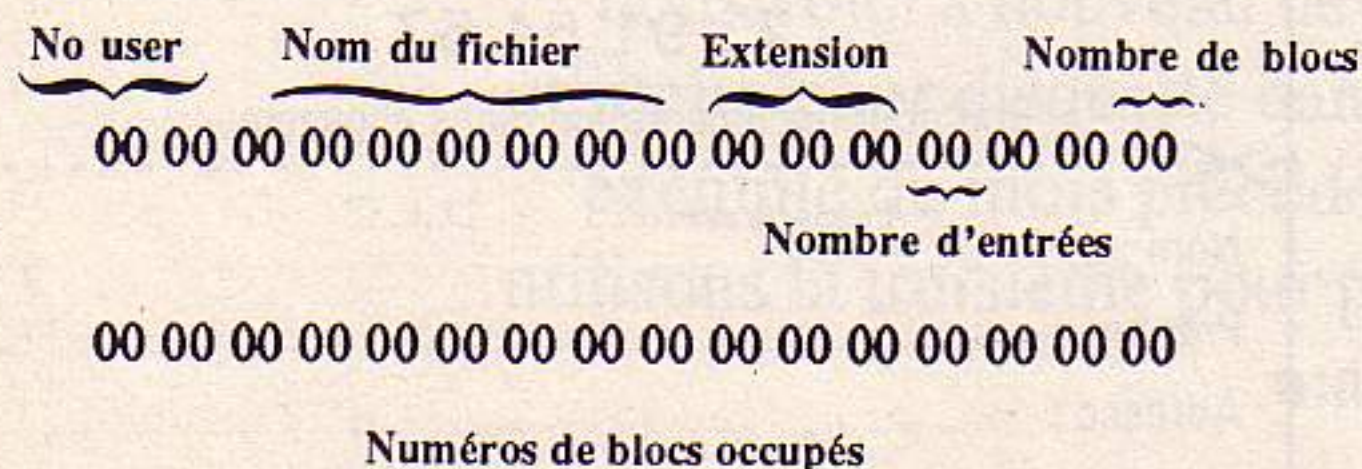 No user Nom du fichier Extension Nombre de blocs
00 00 00 00 00 00 00 00 00 00 00 00 00 00 00 00
Nombre d'entrées
00 00 00 00 00 00 00 00 00 00 00 00 00 00 00 00
Numéros de blocs occupés